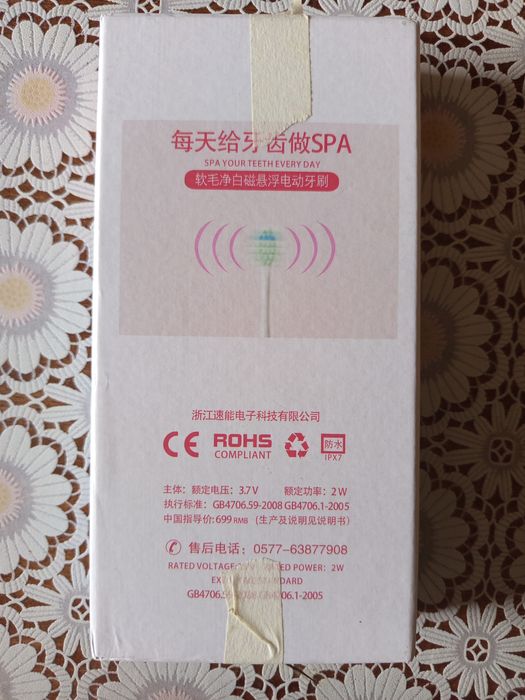 每天给牙齿做SPA
SPA YOUR TEETH EVERY DAY
软毛净白磁悬浮电动牙刷
浙江速能电子科技有限公司
CE ROHS COMPLIANT 防水 IPX7
主体：额定电压：3.7V 额定功率：2W
执行标准：GB4706.59-2008 GB4706.1-2005
中国指导价:699 RMB（生产及说明见说明书）
售后电话：0577-63877908
RATED VOLTAGE POWER：2W
GB4706.59 GB4706.1-2005